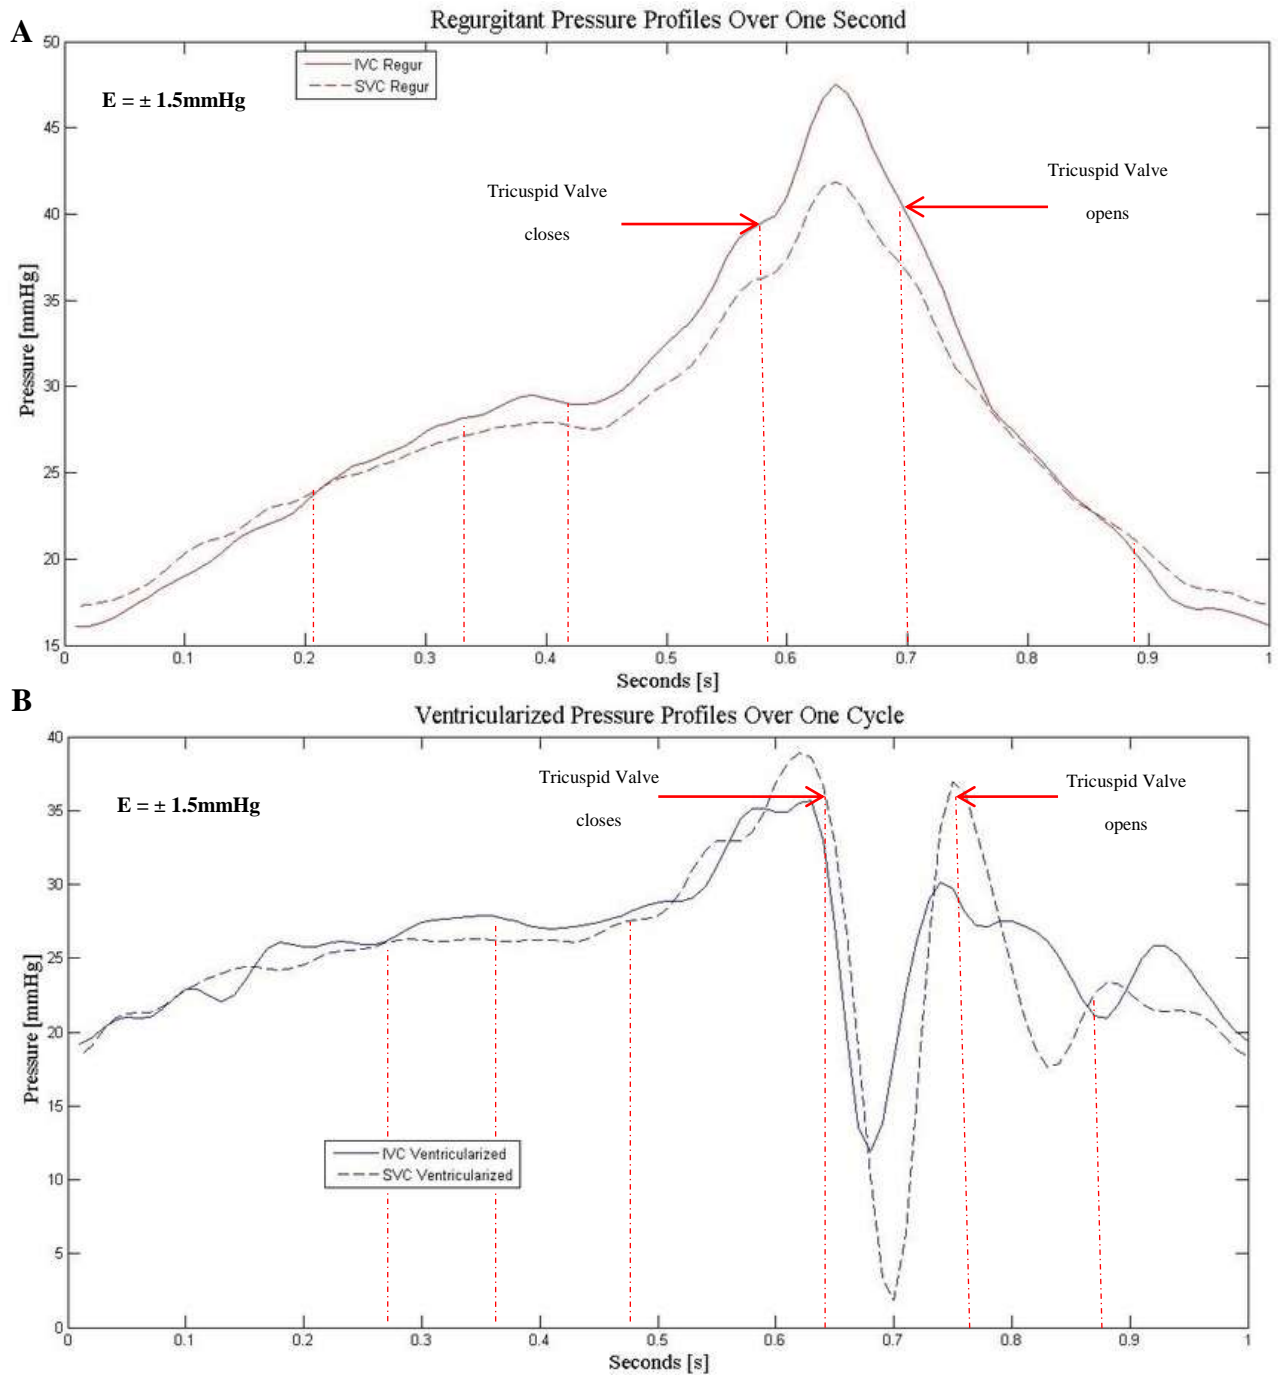 A
Regurgitant Pressure Profiles Over One Second
50
45
40
35
30
25
20
15
Pressure [mmHg]
IVC Regur
SVC Regur
E = ± 1.5mmHg
Tricuspid Valve
closes
Tricuspid Valve
opens
0
0.1
0.2
0.3
0.4
0.5
0.6
0.7
0.8
0.9
1
Seconds [s]
B
Ventricularized Pressure Profiles Over One Cycle
40
35
30
25
20
15
10
5
0
Pressure [mmHg]
E = ± 1.5mmHg
Tricuspid Valve
closes
Tricuspid Valve
opens
IVC Ventricularized
SVC Ventricularized
0
0.1
0.2
0.3
0.4
0.5
0.6
0.7
0.8
0.9
1
Seconds [s]